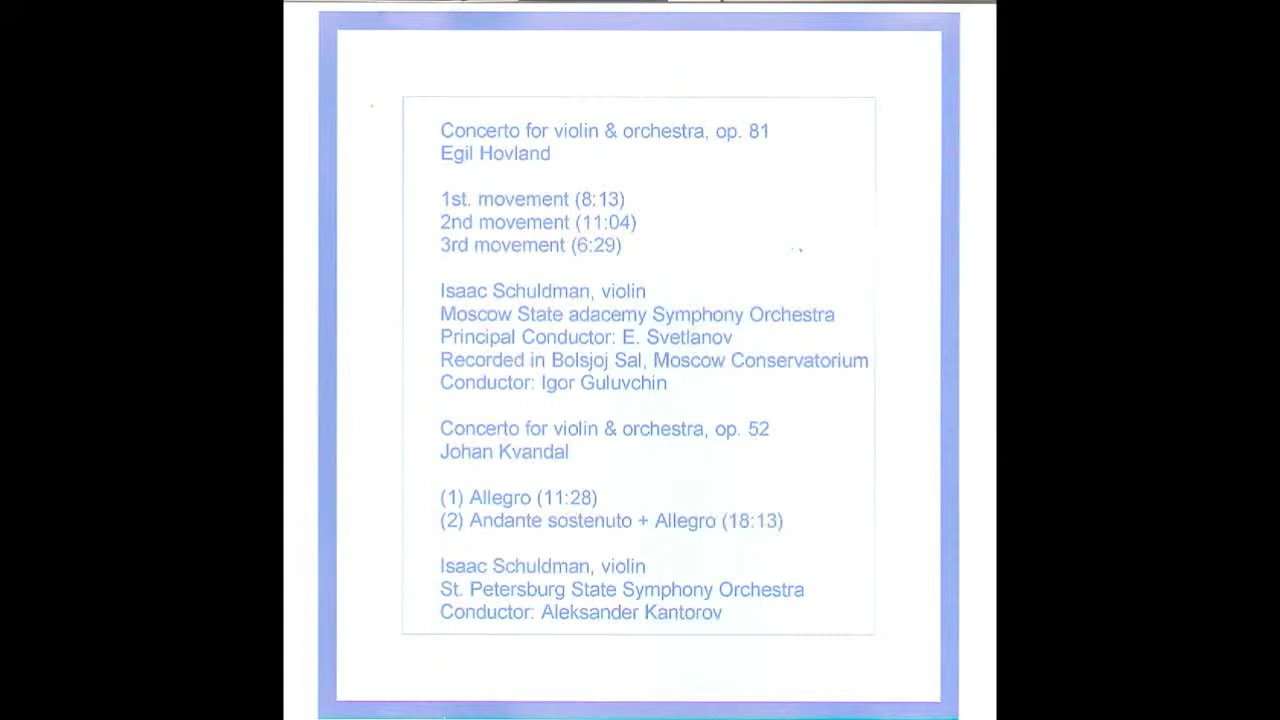 Concerto for violin & orchestra, op. 81
Egil Hovland
1st. movement (8:13)
2nd movement (11:04)
3rd movement (6:29)
Isaac Schuldman, violin
Moscow State adacemy Symphony Orchestra
Principal Conductor: E. Svetlanov
Recorded in Bolsjoj Sal, Moscow Conservatorium
Conductor: Igor Guluvchin
Concerto for violin & orchestra, op. 52
Johan Kvandal
(1) Allegro (11:28)
(2) Andante sostenuto + Allegro (18:13)
Isaac Schuldman, violin
St. Petersburg State Symphony Orchestra
Conductor: Aleksander Kantorov